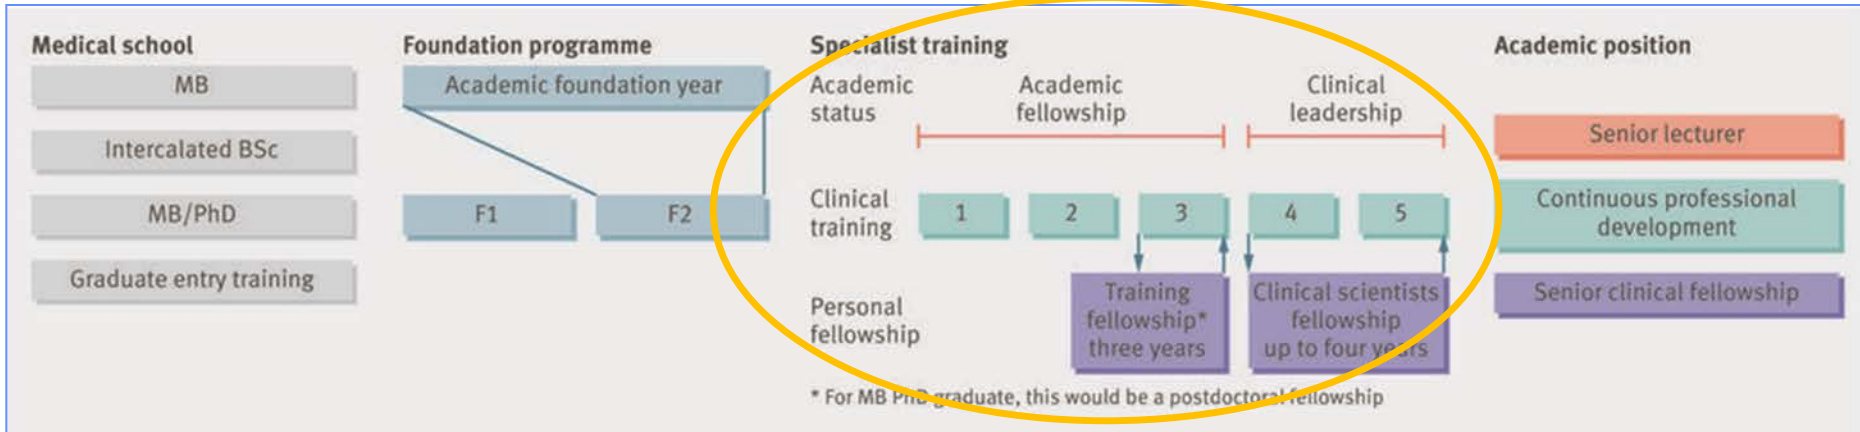 Medical school
MB
Intercalated BSc
MB/PhD
Graduate entry training
Foundation programme
Academic foundation year
F1
F2
Specialist training
Academic
status
Academic
fellowship
Clinical
leadership
Clinical
training
1
2
3
4
5
Personal
fellowship
Training
fellowship*
three years
Clinical scientists
fellowship
up to four years
* For MB PhD graduate, this would be a postdoctoral fellowship
Academic position
Senior lecturer
Continuous professional
development
Senior clinical fellowship